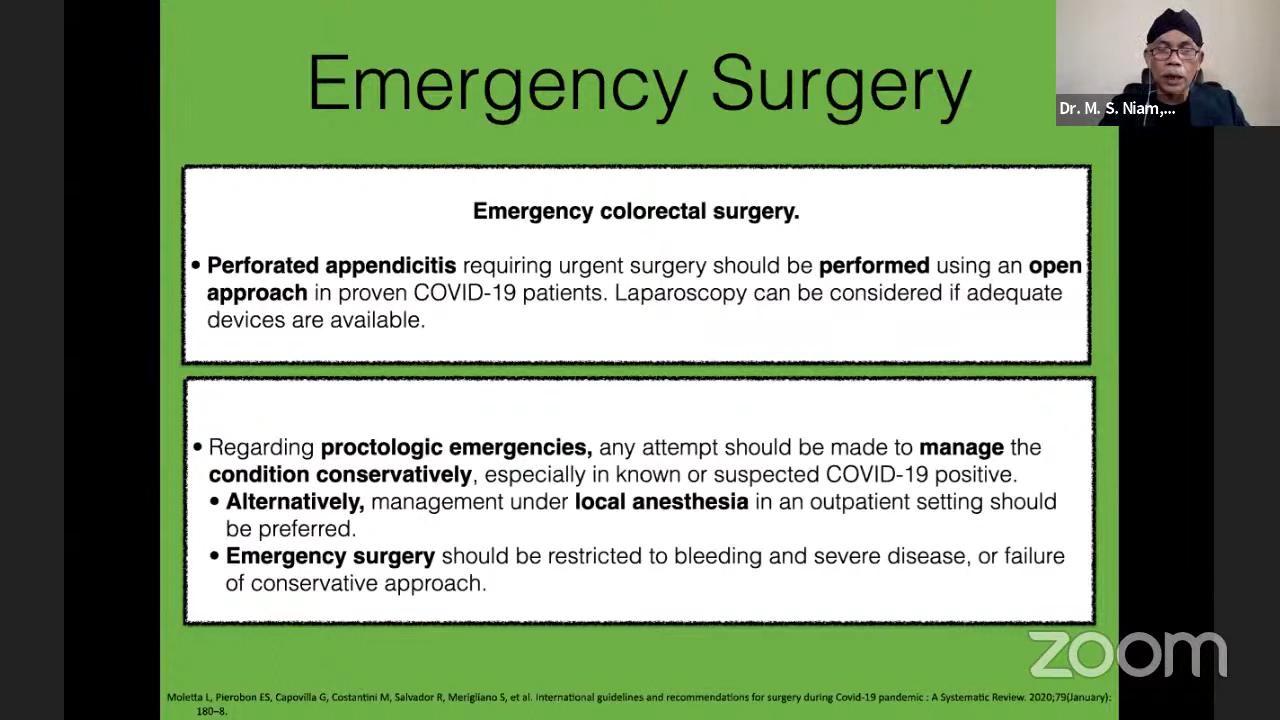 Emergency Surgery
Dr. M. S. Niam,...
Emergency colorectal surgery.
• Perforated appendicitis requiring urgent surgery should be performed using an open
approach in proven COVID-19 patients. Laparoscopy can be considered if adequate
devices are available.
• Regarding proctologic emergencies, any attempt should be made to manage the
condition conservatively, especially in known or suspected COVID-19 positive.
• Alternatively, management under local anesthesia in an outpatient setting should
be preferred.
• Emergency surgery should be restricted to bleeding and severe disease, or failure
of conservative approach.
zoom
Moletta L, Pierobon ES, Capovilla G, Costantini M, Salvador R, Merigliano S, et al. International guidelines and recommendations for surgery during Covid-19 pandemic : A Systematic Review. 2020;79(January):
180–8.